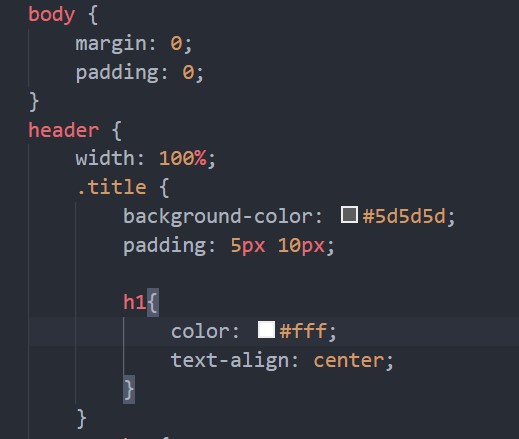 body {
    margin: 0;
    padding: 0;
}
header {
    width: 100%;
    .title {
        background-color: #5d5d5d;
        padding: 5px 10px;

        h1{
            color: #fff;
            text-align: center;
        }
    }